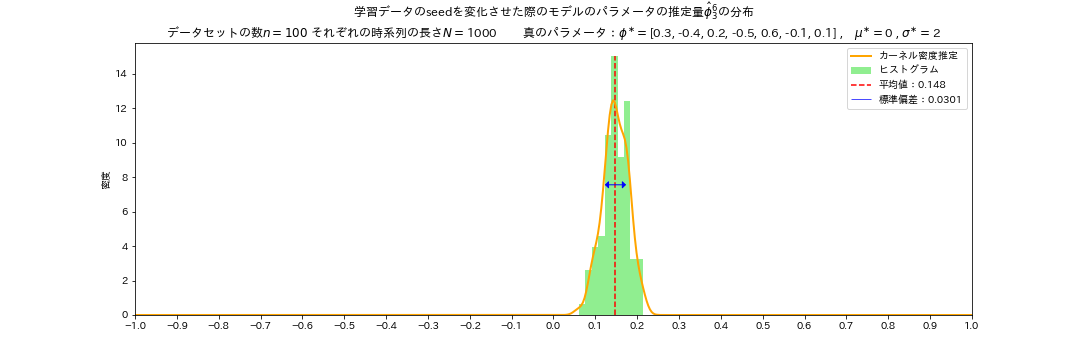 学習データのseedを変化させた際のモデルのパラメータの推定量$\hat{\phi}_3^6$の分布
データセットの数n = 100 それぞれの時系列の長さN = 1000 真のパラメータ：ϕ* = [0.3, -0.4, 0.2, -0.5, 0.6, -0.1, 0.1] , μ* = 0 , σ* = 2
カーネル密度推定
ヒストグラム
平均値：0.148
標準偏差：0.0301
密度
14
12
10
8
6
4
2
0
−1.0 −0.9 −0.8 −0.7 −0.6 −0.5 −0.4 −0.3 −0.2 −0.1 0.0 0.1 0.2 0.3 0.4 0.5 0.6 0.7 0.8 0.9 1.0